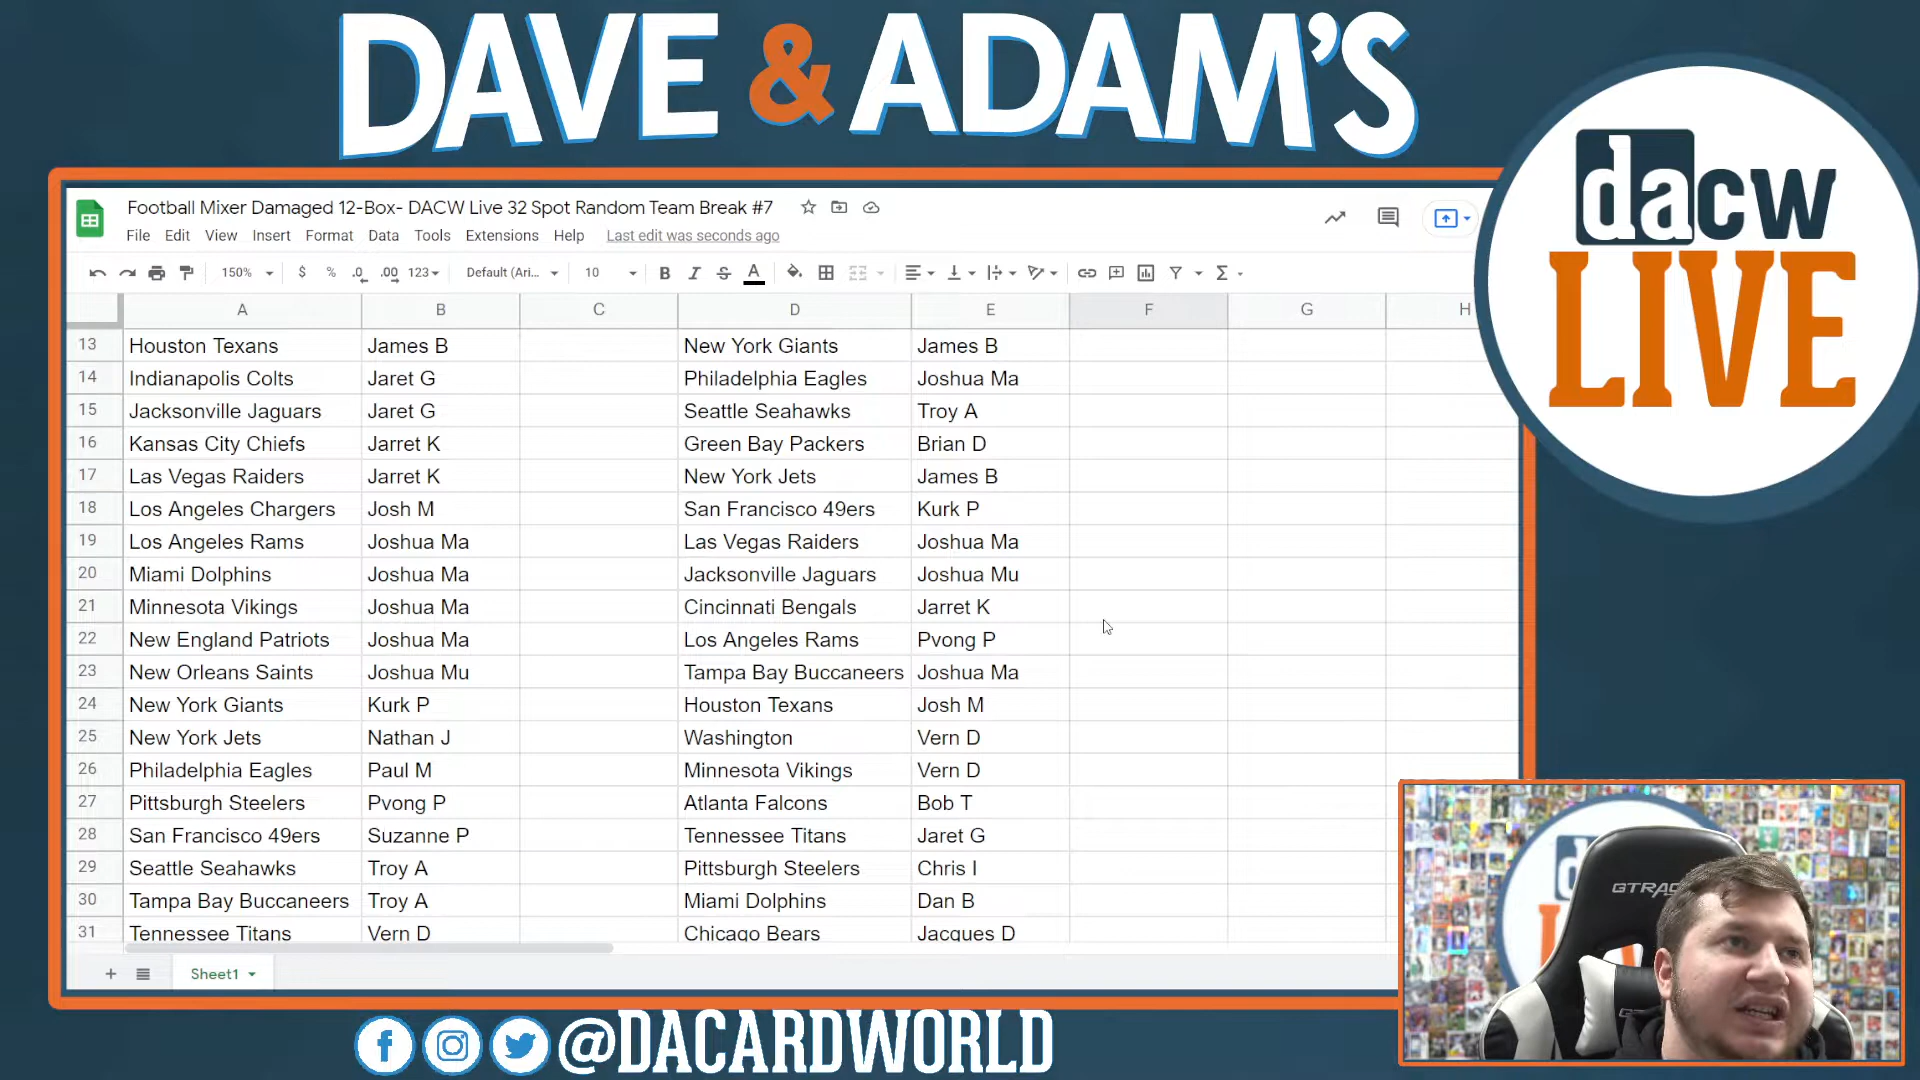 DAVE & ADAM'S
dacw
LIVE
Football Mixer Damaged 12-Box- DACW Live 32 Spot Random Team Break #7
File Edit View Insert Format Data Tools Extensions Help Last edit was seconds ago
150% $ % .0 .00 123 Default (Ari... 10 B I S A
A B C D E F G H
13 Houston Texans James B New York Giants James B
14 Indianapolis Colts Jaret G Philadelphia Eagles Joshua Ma
15 Jacksonville Jaguars Jaret G Seattle Seahawks Troy A
16 Kansas City Chiefs Jarret K Green Bay Packers Brian D
17 Las Vegas Raiders Jarret K New York Jets James B
18 Los Angeles Chargers Josh M San Francisco 49ers Kurk P
19 Los Angeles Rams Joshua Ma Las Vegas Raiders Joshua Ma
20 Miami Dolphins Joshua Ma Jacksonville Jaguars Joshua Mu
21 Minnesota Vikings Joshua Ma Cincinnati Bengals Jarret K
22 New England Patriots Joshua Ma Los Angeles Rams Pvong P
23 New Orleans Saints Joshua Mu Tampa Bay Buccaneers Joshua Ma
24 New York Giants Kurk P Houston Texans Josh M
25 New York Jets Nathan J Washington Vern D
26 Philadelphia Eagles Paul M Minnesota Vikings Vern D
27 Pittsburgh Steelers Pvong P Atlanta Falcons Bob T
28 San Francisco 49ers Suzanne P Tennessee Titans Jaret G
29 Seattle Seahawks Troy A Pittsburgh Steelers Chris I
30 Tampa Bay Buccaneers Troy A Miami Dolphins Dan B
31 Tennessee Titans Vern D Chicago Bears Jacques D
Sheet1
@DACARDWORLD